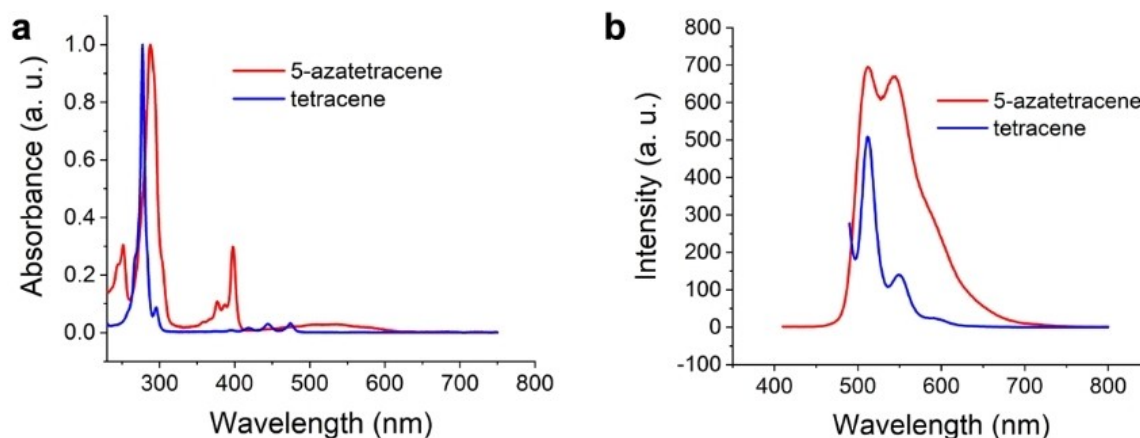 a
Absorbance (a. u.)
1.0
0.8
0.6
0.4
0.2
0.0
5-azatetracene
tetracene
300 400 500 600 700 800
Wavelength (nm)
b
Intensity (a. u.)
800
700
600
500
400
300
200
100
0
-100
5-azatetracene
tetracene
400 500 600 700 800
Wavelength (nm)